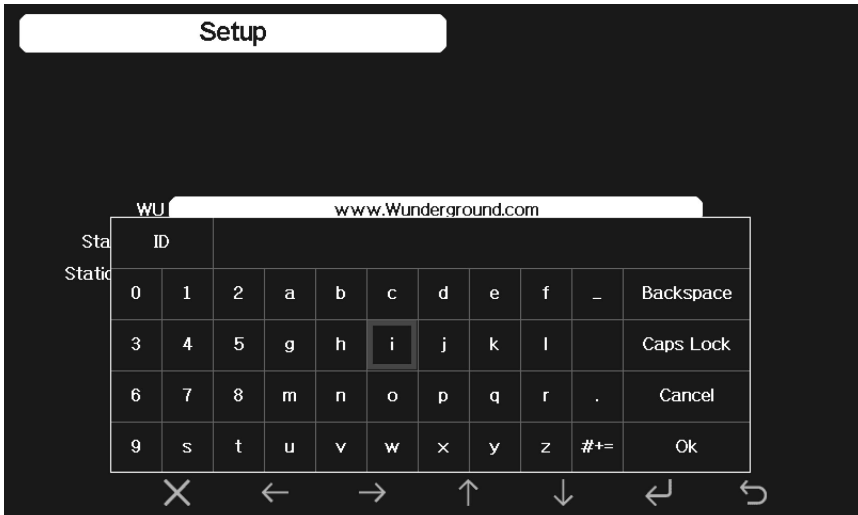 Setup
WU www.Wunderground.com
Sta ID
Static
0 1 2 a b c d e f _ Backspace
3 4 5 g h i j k l Caps Lock
6 7 8 m n o p q r . Cancel
9 s t u v w x y z #+= Ok